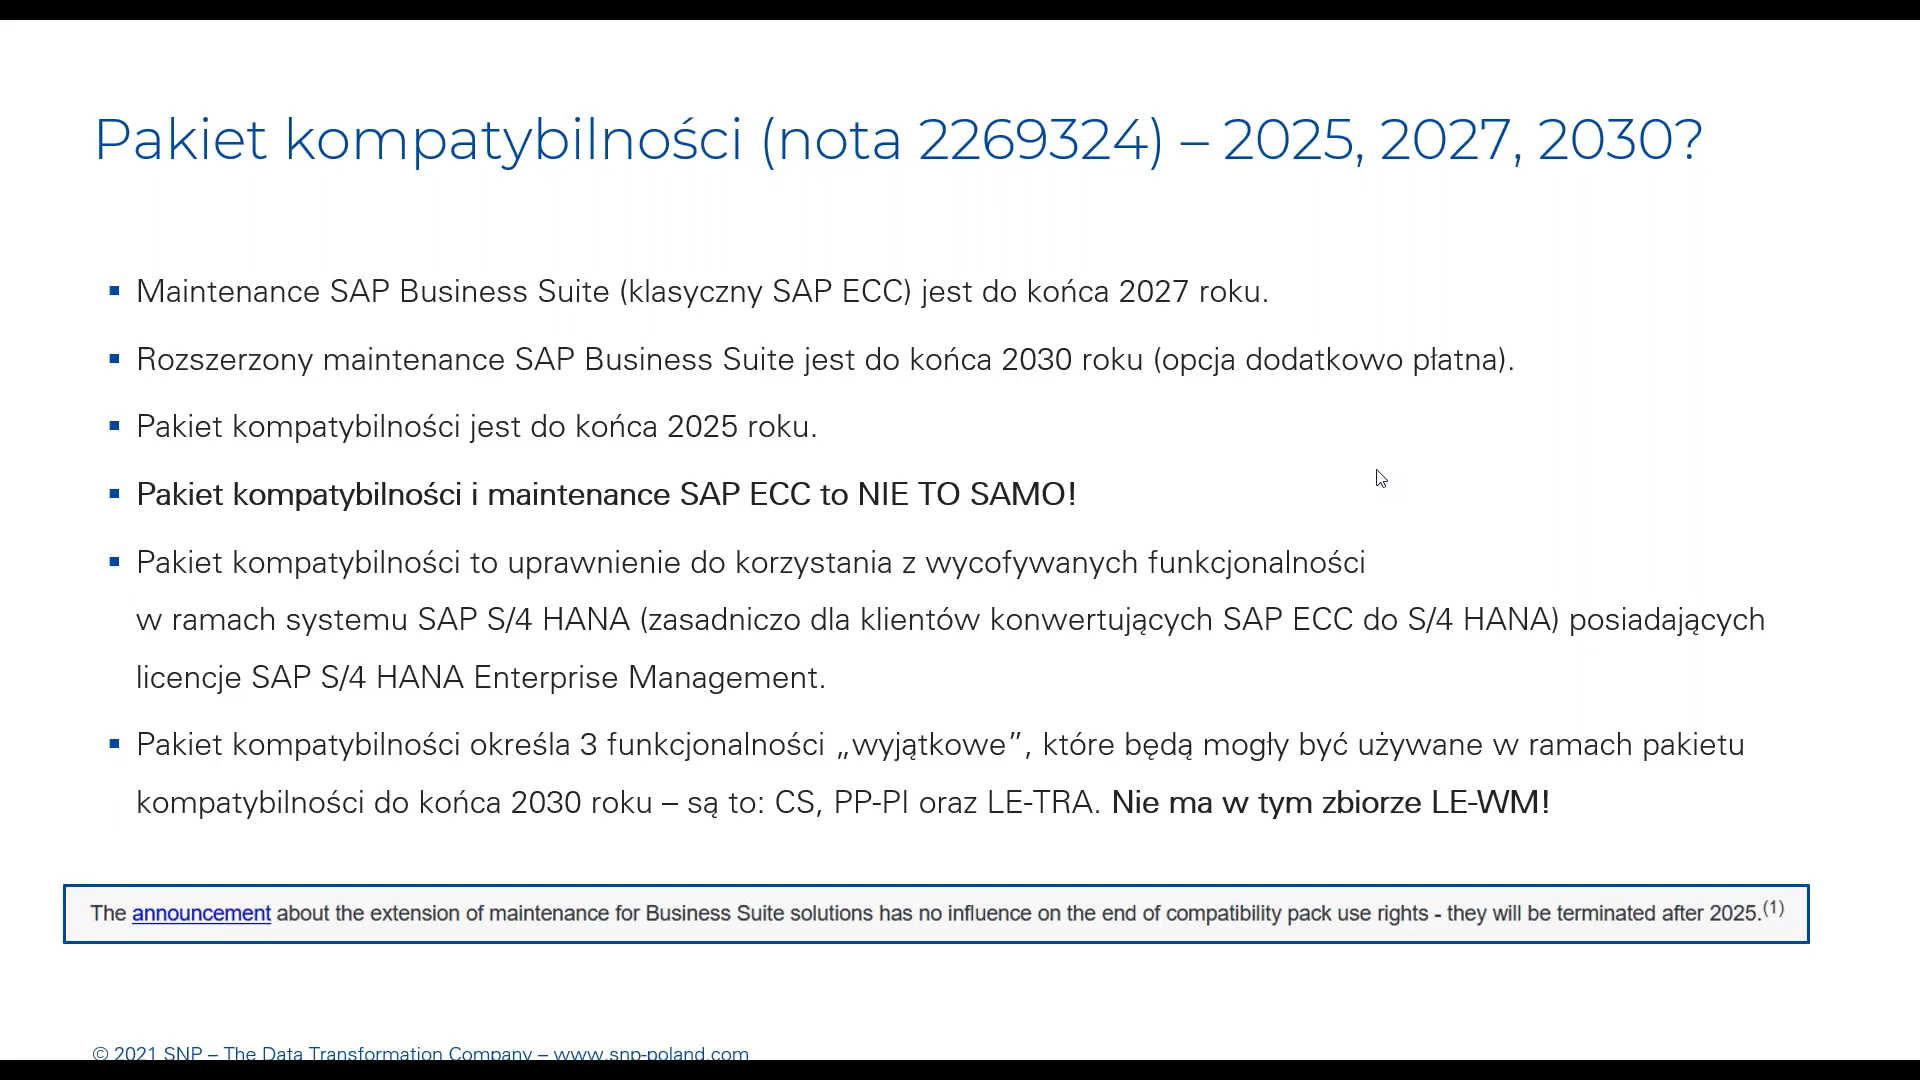 Pakiet kompatybilności (nota 2269324) – 2025, 2027, 2030?
▪ Maintenance SAP Business Suite (klasyczny SAP ECC) jest do końca 2027 roku.
▪ Rozszerzony maintenance SAP Business Suite jest do końca 2030 roku (opcja dodatkowo płatna).
▪ Pakiet kompatybilności jest do końca 2025 roku.
▪ Pakiet kompatybilności i maintenance SAP ECC to NIE TO SAMO!
▪ Pakiet kompatybilności to uprawnienie do korzystania z wycofywanych funkcjonalności
w ramach systemu SAP S/4 HANA (zasadniczo dla klientów konwertujących SAP ECC do S/4 HANA) posiadających
licencje SAP S/4 HANA Enterprise Management.
▪ Pakiet kompatybilności określa 3 funkcjonalności „wyjątkowe”, które będą mogły być używane w ramach pakietu
kompatybilności do końca 2030 roku – są to: CS, PP-PI oraz LE-TRA. Nie ma w tym zbiorze LE-WM!
The announcement about the extension of maintenance for Business Suite solutions has no influence on the end of compatibility pack use rights - they will be terminated after 2025.(1)
© 2021 SNP – The Data Transformation Company – www.snp-poland.com